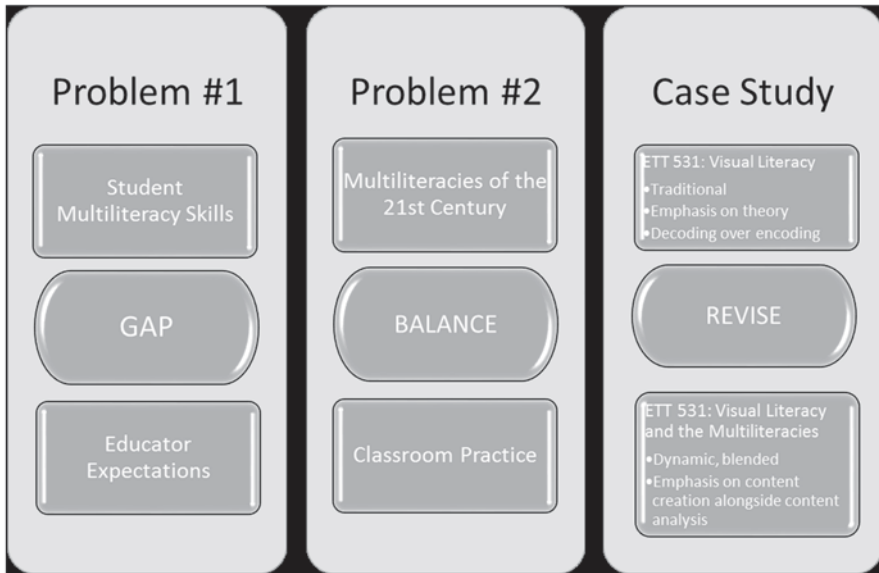 Problem #1
Student
Multiliteracy Skills
GAP
Educator
Expectations
Problem #2
Multiliteracies of the
21st Century
BALANCE
Classroom Practice
Case Study
ETT 531: Visual Literacy
•Traditional
•Emphasis on theory
•Decoding over encoding
REVISE
ETT 531: Visual Literacy
and the Multiliteracies
•Dynamic, blended
•Emphasis on content
creation alongside content
analysis